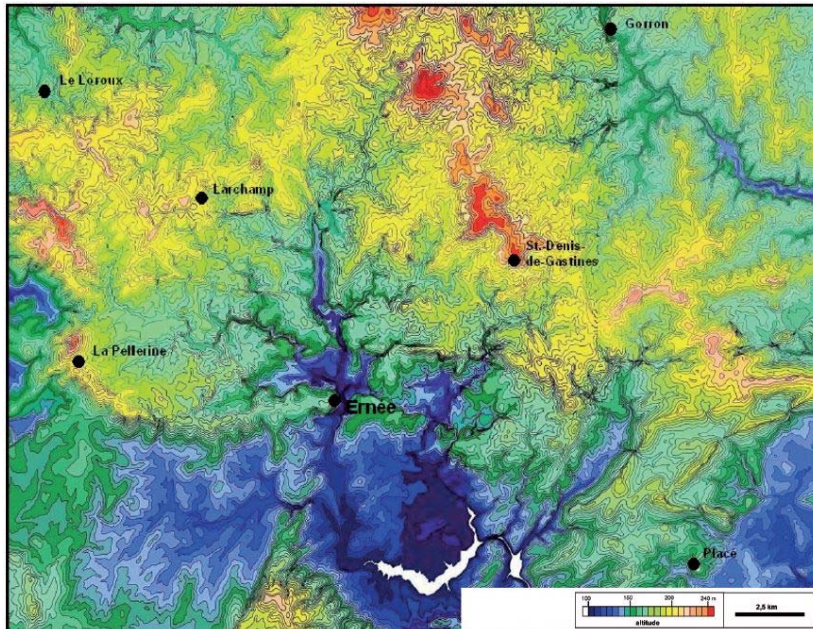 Gorron
Le Loroux
Larchamp
St.-Denis-
de-Gastines
La Pellerine
Ernée
Placé
100 150 200 240 m
altitude
2,5 km